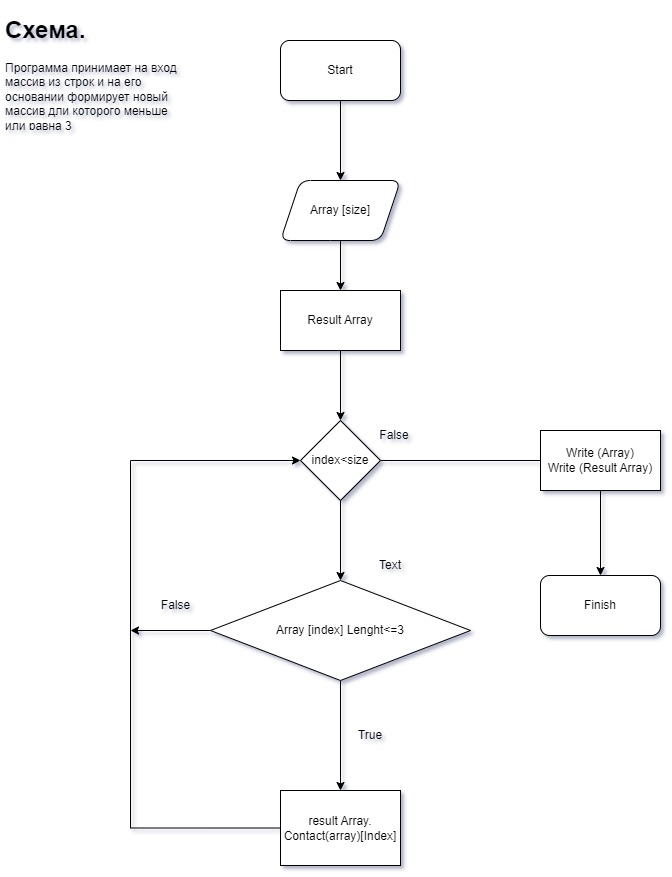 Схема.
Программа принимает на вход
массив из строк и на его
основании формирует новый
массив дли которого меньше
или равна 3
Start
Array [size]
Result Array
index<size
False
Write (Array)
Write (Result Array)
Text
Finish
False
Array [index] Lenght<=3
True
result Array.
Contact(array)[Index]